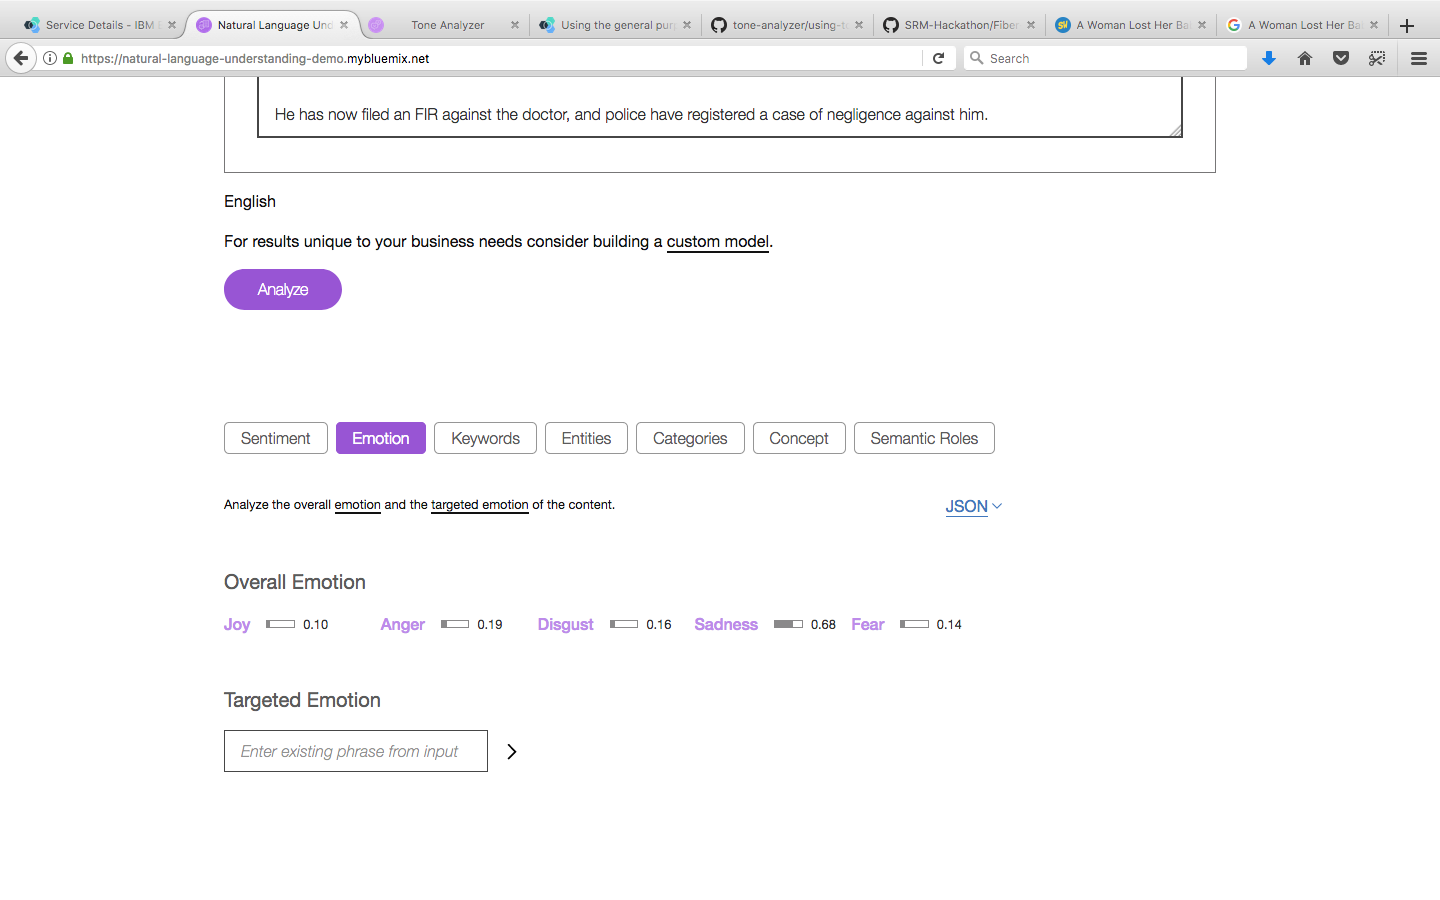 Service Details - IBM
Natural Language Und
Tone Analyzer
Using the general purp
tone-analyzer/using-t
SRM-Hackathon/Fiber
A Woman Lost Her Bab
A Woman Lost Her Bab
https://natural-language-understanding-demo.mybluemix.net
Search
He has now filed an FIR against the doctor, and police have registered a case of negligence against him.
English
For results unique to your business needs consider building a custom model.
Analyze
Sentiment Emotion Keywords Entities Categories Concept Semantic Roles
Analyze the overall emotion and the targeted emotion of the content. JSON
Overall Emotion
Joy 0.10 Anger 0.19 Disgust 0.16 Sadness 0.68 Fear 0.14
Targeted Emotion
Enter existing phrase from input